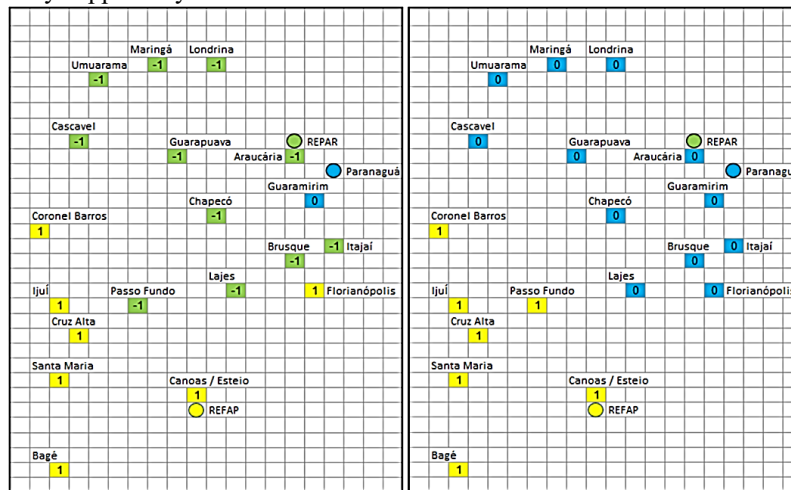 Maringá Londrina
-1 -1
Umuarama
-1
Cascavel
-1
REPAR
Guarapuava
-1
Araucária -1
Paranaguá
Guaramirim
0
Chapecó
-1
Coronel Barros
1
Brusque -1 Itajaí
-1
Lajes
-1
1 Florianópolis
Ijuí Passo Fundo
1 -1
Cruz Alta
1
Santa Maria
1
Canoas / Esteio
1
REFAP
Bagé
1
Maringá Londrina
0 0
Umuarama
0
Cascavel
0
REPAR
Guarapuava
0
Araucária 0
Paranagu
Guaramirim
0
Chapecó
0
Coronel Barros
1
Brusque 0 Itajaí
0
Lajes
0
0 Florianópolis
Ijuí Passo Fundo
1 1
Cruz Alta
1
Santa Maria
1
Canoas / Esteio
1
REFAP
Bagé
1